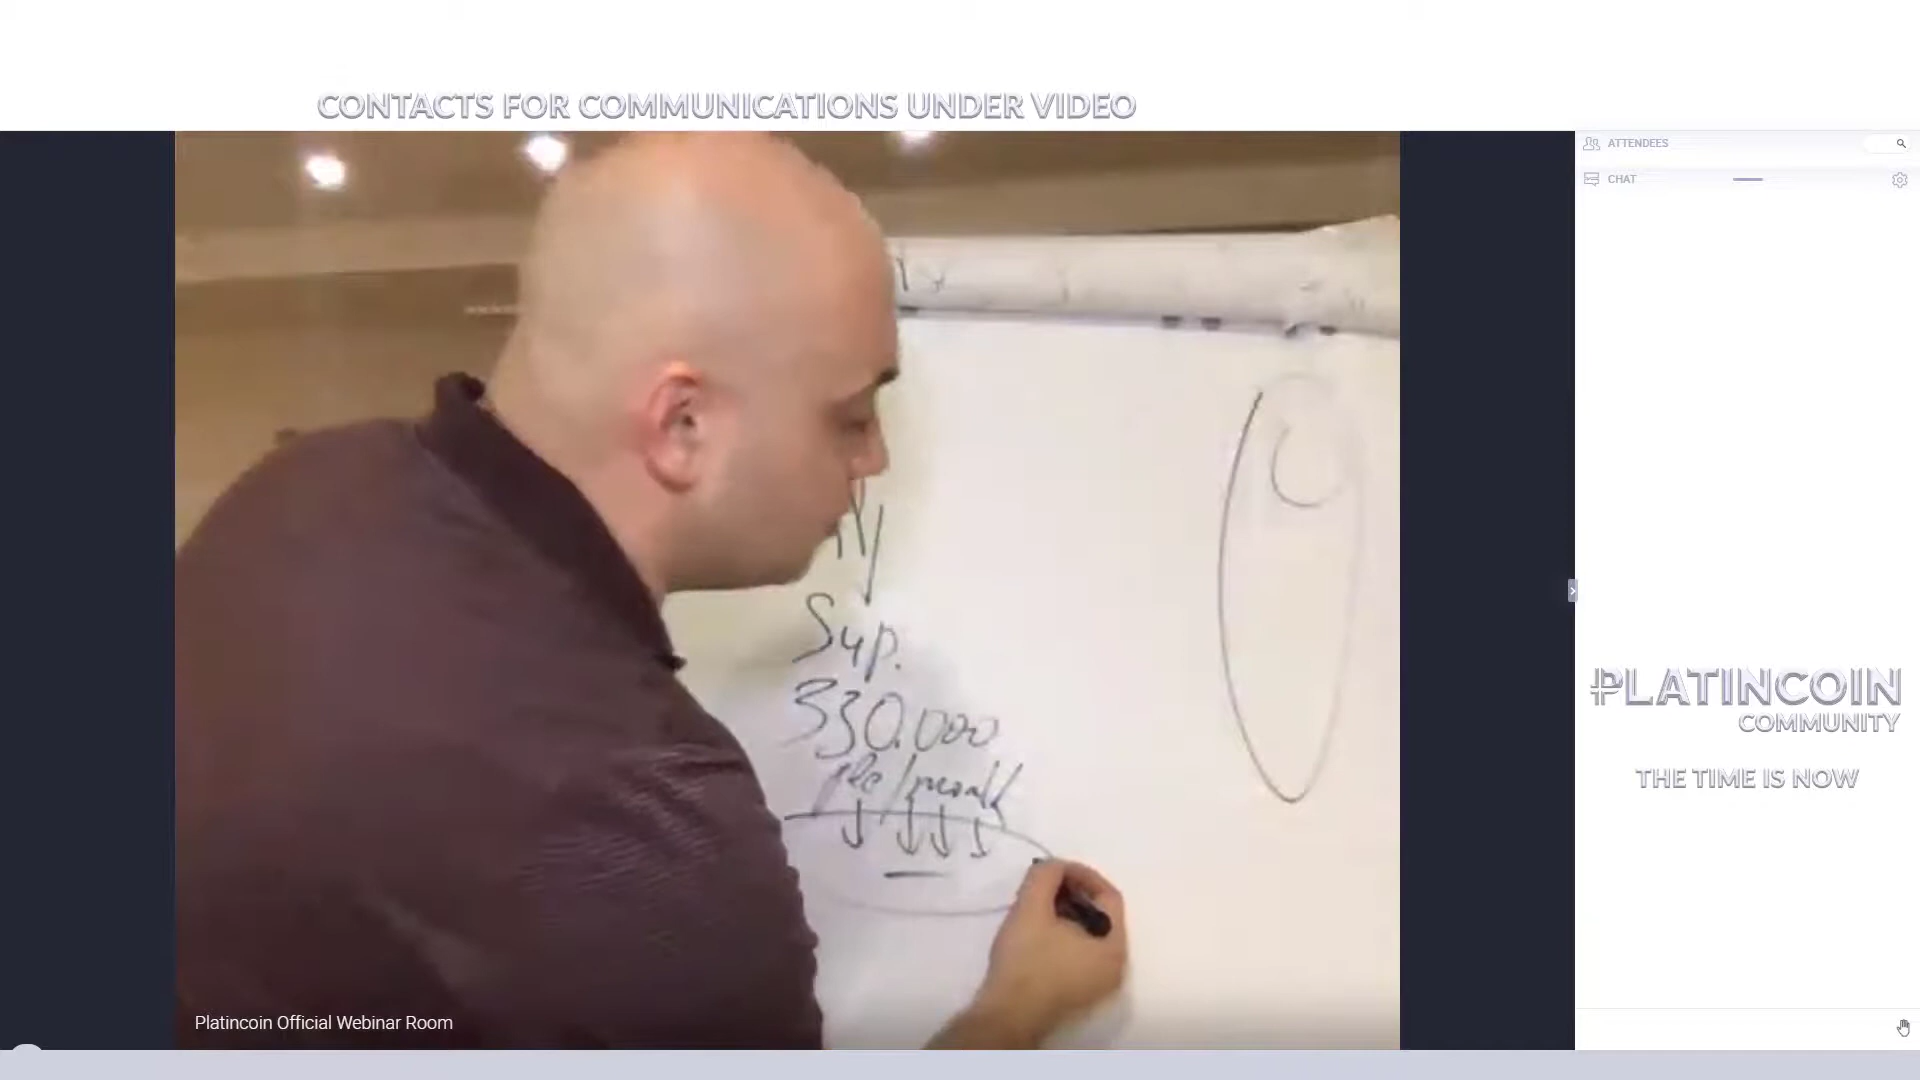 CONTACTS FOR COMMUNICATIONS UNDER VIDEO
ATTENDEES
CHAT
Sup.
330.000
PLATINCOIN
COMMUNITY
THE TIME IS NOW
Platincoin Official Webinar Room